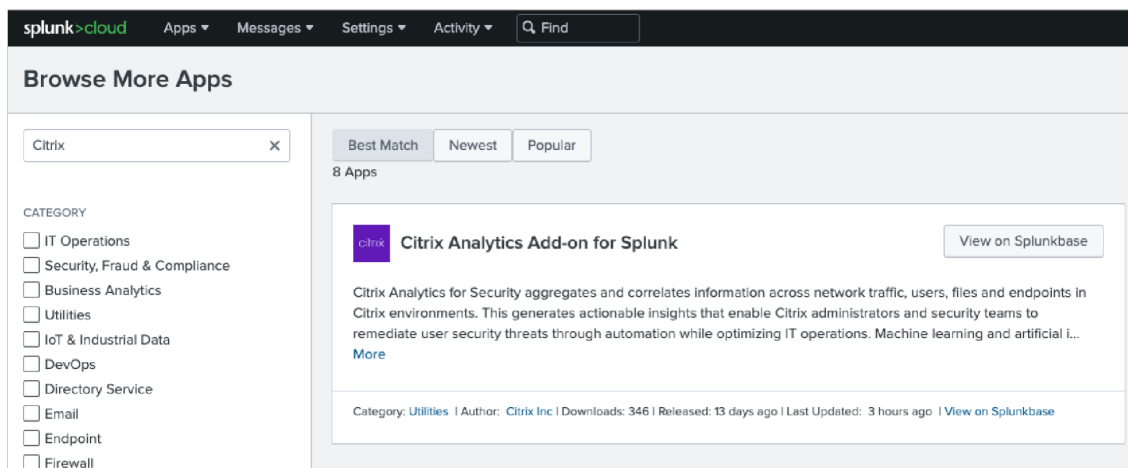 splunk>cloud Apps Messages Settings Activity Find
Browse More Apps
Citrix
Best Match Newest Popular
8 Apps
CATEGORY
IT Operations
Security, Fraud & Compliance
Business Analytics
Utilities
IoT & Industrial Data
DevOps
Directory Service
Email
Endpoint
Firewall
citrix
Citrix Analytics Add-on for Splunk
View on Splunkbase
Citrix Analytics for Security aggregates and correlates information across network traffic, users, files and endpoints in
Citrix environments. This generates actionable insights that enable Citrix administrators and security teams to
remediate user security threats through automation while optimizing IT operations. Machine learning and artificial i...
More
Category: Utilities | Author: Citrix Inc | Downloads: 346 | Released: 13 days ago | Last Updated: 3 hours ago | View on Splunkbase